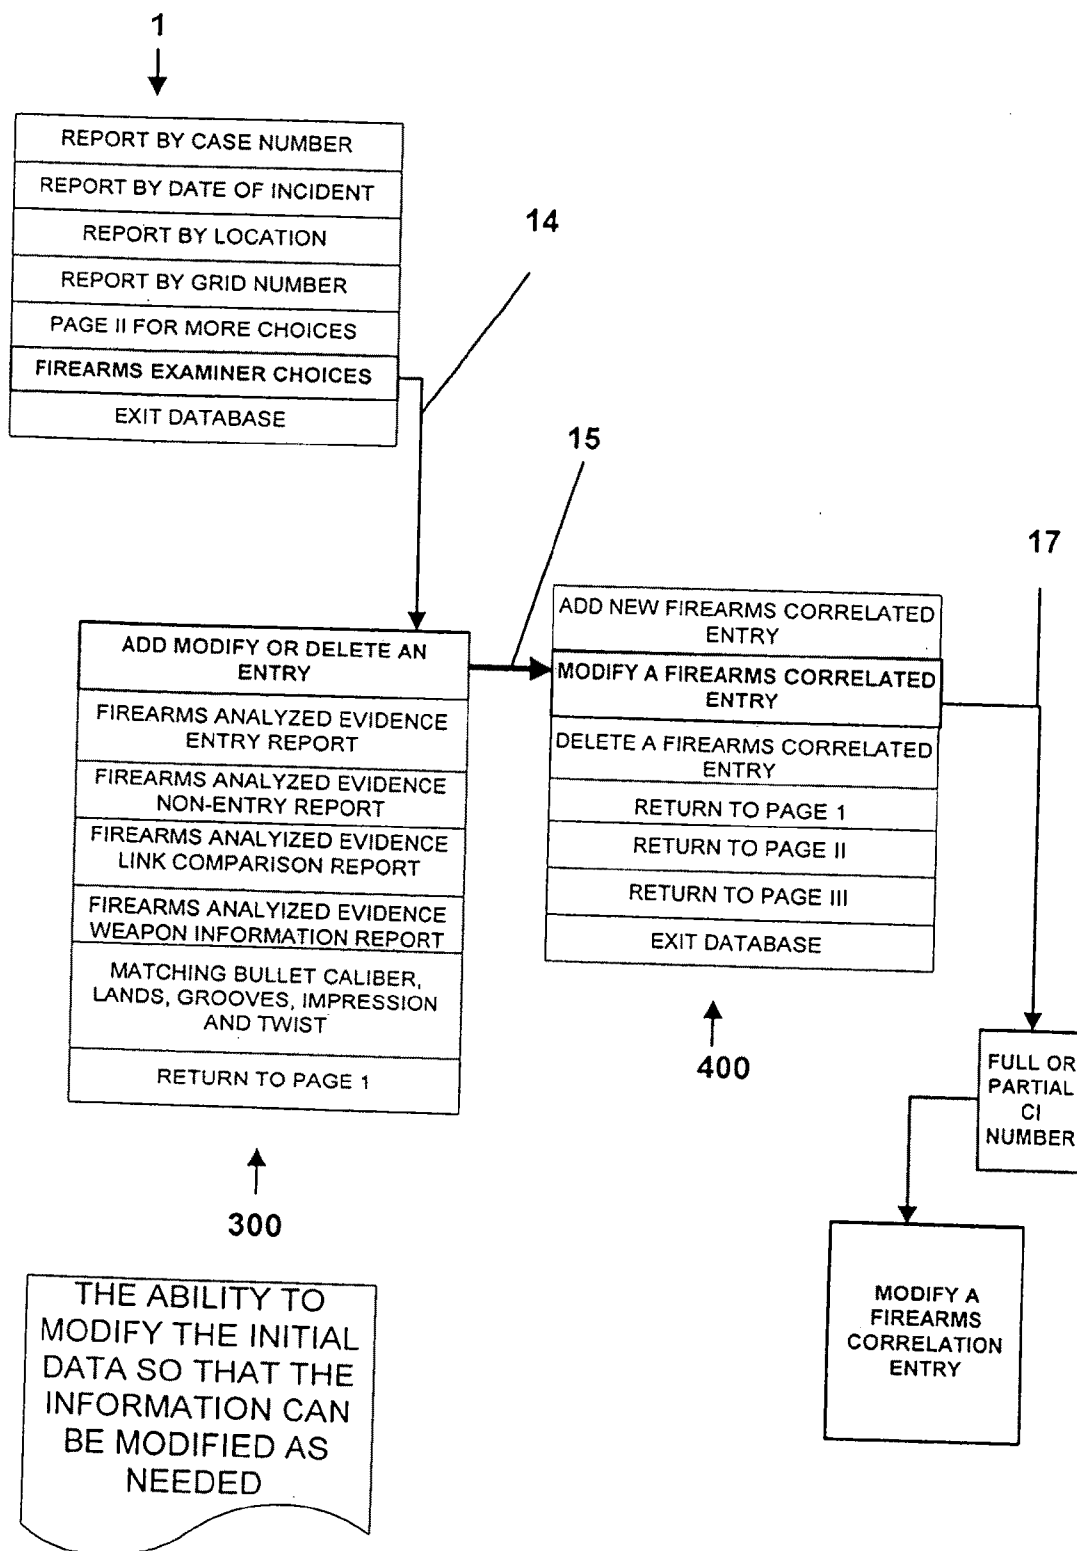 1
REPORT BY CASE NUMBER
REPORT BY DATE OF INCIDENT
REPORT BY LOCATION
REPORT BY GRID NUMBER
PAGE II FOR MORE CHOICES
FIREARMS EXAMINER CHOICES
EXIT DATABASE
14
15
17
ADD MODIFY OR DELETE AN
ENTRY
FIREARMS ANALYZED EVIDENCE
ENTRY REPORT
FIREARMS ANALYIZED EVIDENCE
NON-ENTRY REPORT
FIREARMS ANALYIZED EVIDENCE
LINK COMPARISON REPORT
FIREARMS ANALYIZED EVIDENCE
WEAPON INFORMATION REPORT
MATCHING BULLET CALIBER,
LANDS, GROOVES, IMPRESSION
AND TWIST
RETURN TO PAGE 1
300
ADD NEW FIREARMS CORRELATED
ENTRY
MODIFY A FIREARMS CORRELATED
ENTRY
DELETE A FIREARMS CORRELATED
ENTRY
RETURN TO PAGE 1
RETURN TO PAGE II
RETURN TO PAGE III
EXIT DATABASE
400
FULL OR
PARTIAL
CI
NUMBER
MODIFY A
FIREARMS
CORRELATION
ENTRY
THE ABILITY TO
MODIFY THE INITIAL
DATA SO THAT THE
INFORMATION CAN
BE MODIFIED AS
NEEDED